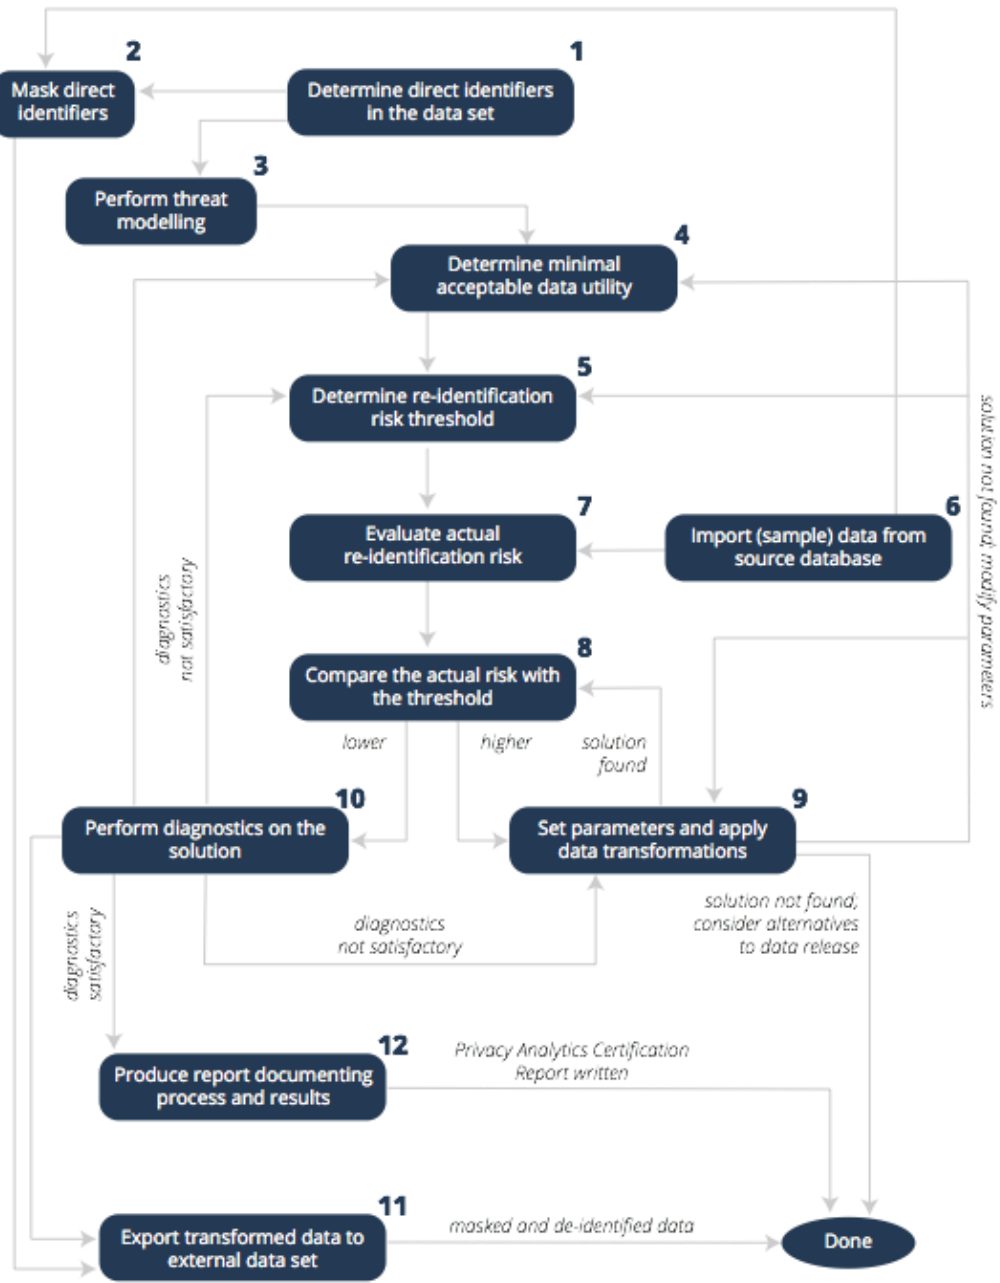 2
1
Mask direct
identifiers
Determine direct identifiers
in the data set
3
Perform threat
modelling
4
Determine minimal
acceptable data utility
5
Determine re-identification
risk threshold
solution not found; modify parameters
7
6
Evaluate actual
re-identification risk
Import (sample) data from
source database
diagnostics
not satisfactory
8
Compare the actual risk with
the threshold
lower
higher
solution
found
10
9
Perform diagnostics on the
solution
Set parameters and apply
data transformations
diagnostics
satisfactory
diagnostics
not satisfactory
solution not found;
consider alternatives
to data release
12
Produce report documenting
process and results
Privacy Analytics Certification
Report written
11
Export transformed data to
external data set
masked and de-identified data
Done